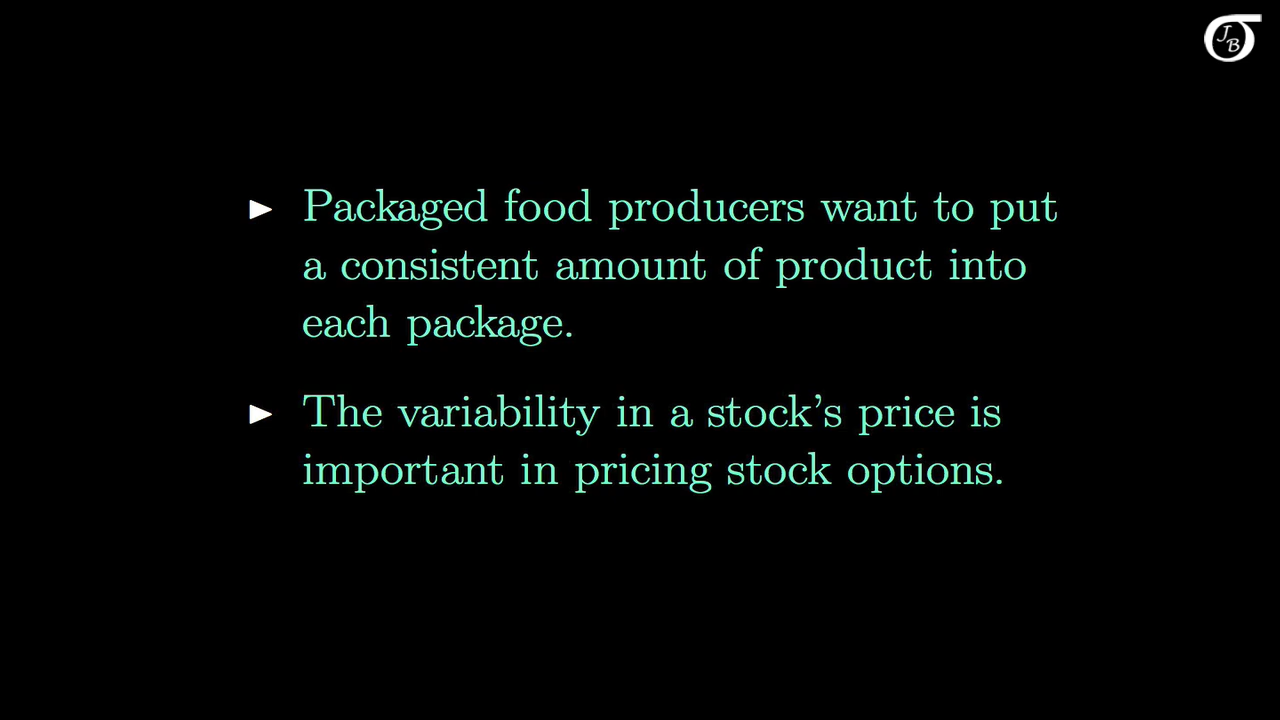 JB
▶ Packaged food producers want to put
a consistent amount of product into
each package.
▶ The variability in a stock’s price is
important in pricing stock options.